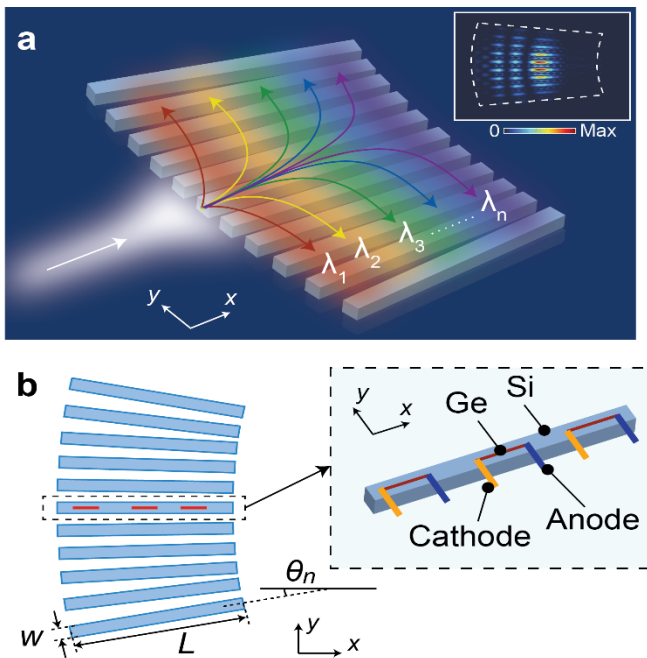 a
0 Max
λ₁
λ₂
λ₃
λₙ
y x
b
y x
Ge Si
Cathode Anode
θₙ
w L
y x